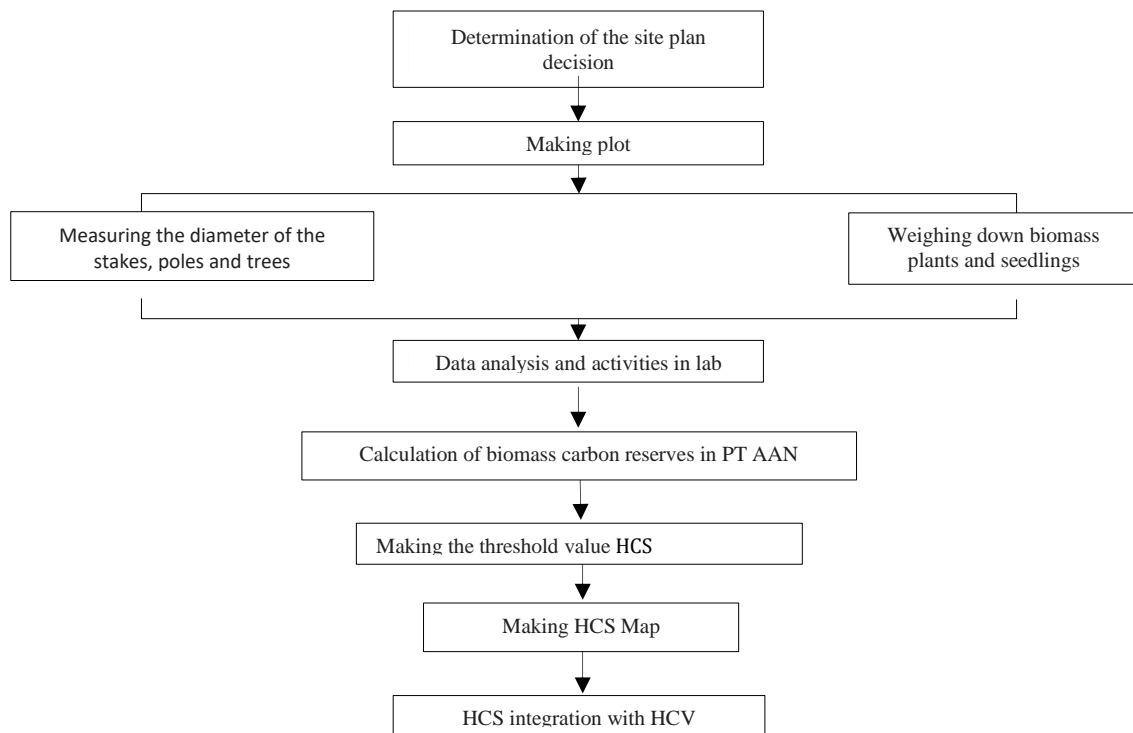 Determination of the site plan
decision
Making plot
Measuring the diameter of the
stakes, poles and trees
Weighing down biomass
plants and seedlings
Data analysis and activities in lab
Calculation of biomass carbon reserves in PT AAN
Making the threshold value HCS
Making HCS Map
HCS integration with HCV